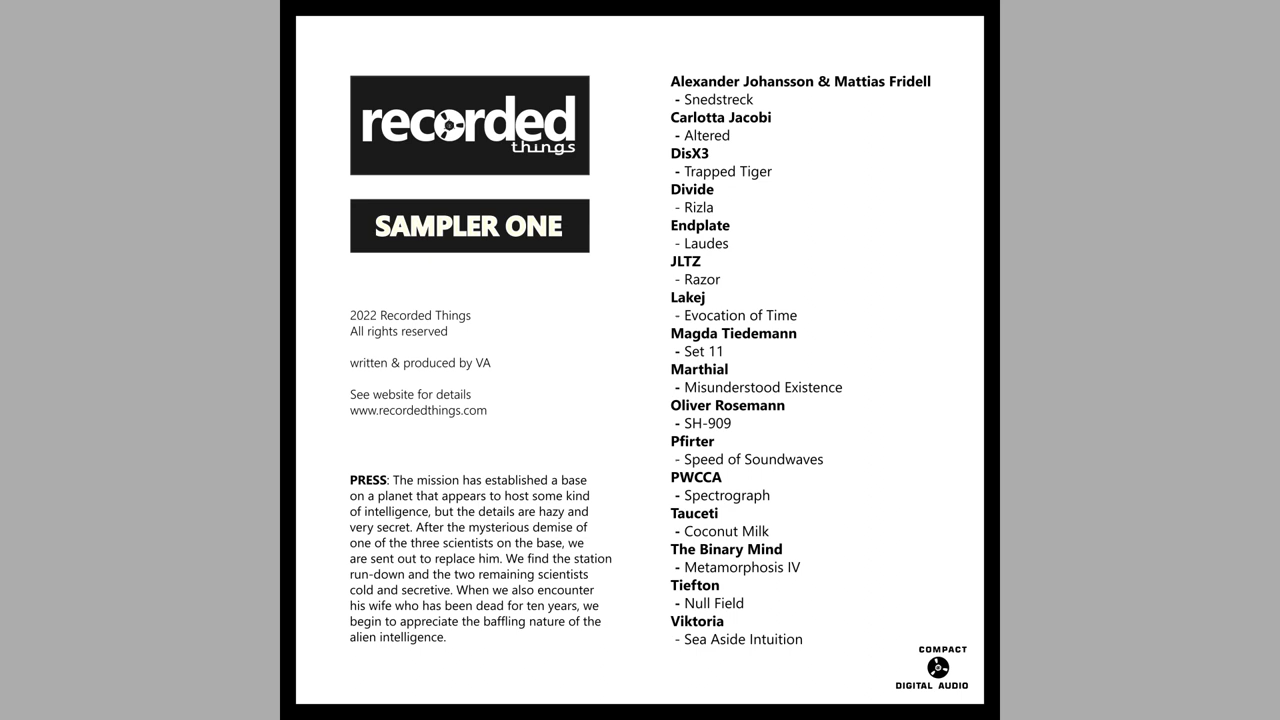 recorded
things
SAMPLER ONE
2022 Recorded Things
All rights reserved
written & produced by VA
See website for details
www.recordedthings.com
PRESS: The mission has established a base
on a planet that appears to host some kind
of intelligence, but the details are hazy and
very secret. After the mysterious demise of
one of the three scientists on the base, we
are sent out to replace him. We find the station
run-down and the two remaining scientists
cold and secretive. When we also encounter
his wife who has been dead for ten years, we
begin to appreciate the baffling nature of the
alien intelligence.
Alexander Johansson & Mattias Fridell
- Snedstreck
Carlotta Jacobi
- Altered
DisX3
- Trapped Tiger
Divide
- Rizla
Endplate
- Laudes
JLTZ
- Razor
Lakej
- Evocation of Time
Magda Tiedemann
- Set 11
Marthial
- Misunderstood Existence
Oliver Rosemann
- SH-909
Pfirter
- Speed of Soundwaves
PWCCA
- Spectrograph
Tauceti
- Coconut Milk
The Binary Mind
- Metamorphosis IV
Tiefton
- Null Field
Viktoria
- Sea Aside Intuition
COMPACT
DIGITAL AUDIO